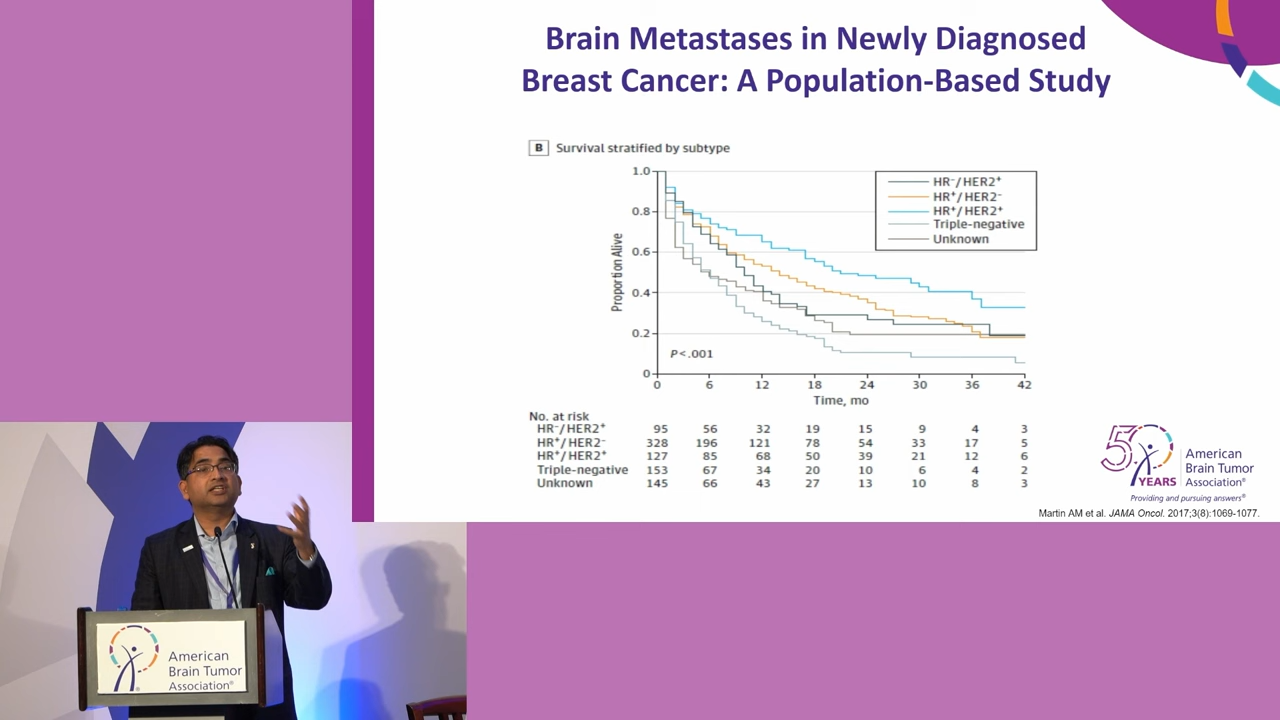 Brain Metastases in Newly Diagnosed
Breast Cancer: A Population-Based Study
B Survival stratified by subtype
1.0
0.8
0.6
0.4
0.2
0
Proportion Alive
HR⁻/HER2⁺
HR⁺/HER2⁻
HR⁺/HER2⁺
Triple-negative
Unknown
P<.001
0 6 12 18 24 30 36 42
Time, mo
No. at risk
HR⁻/HER2⁺ 95 56 32 19 15 9 4 3
HR⁺/HER2⁻ 328 196 121 78 54 33 17 5
HR⁺/HER2⁺ 127 85 68 50 39 21 12 6
Triple-negative 153 67 34 20 10 6 4 2
Unknown 145 66 43 27 13 10 8 3
50
YEARS
American
Brain Tumor
Association®
Providing and pursuing answers®
Martin AM et al. JAMA Oncol. 2017;3(8):1069-1077.
American
Brain Tumor
Association®